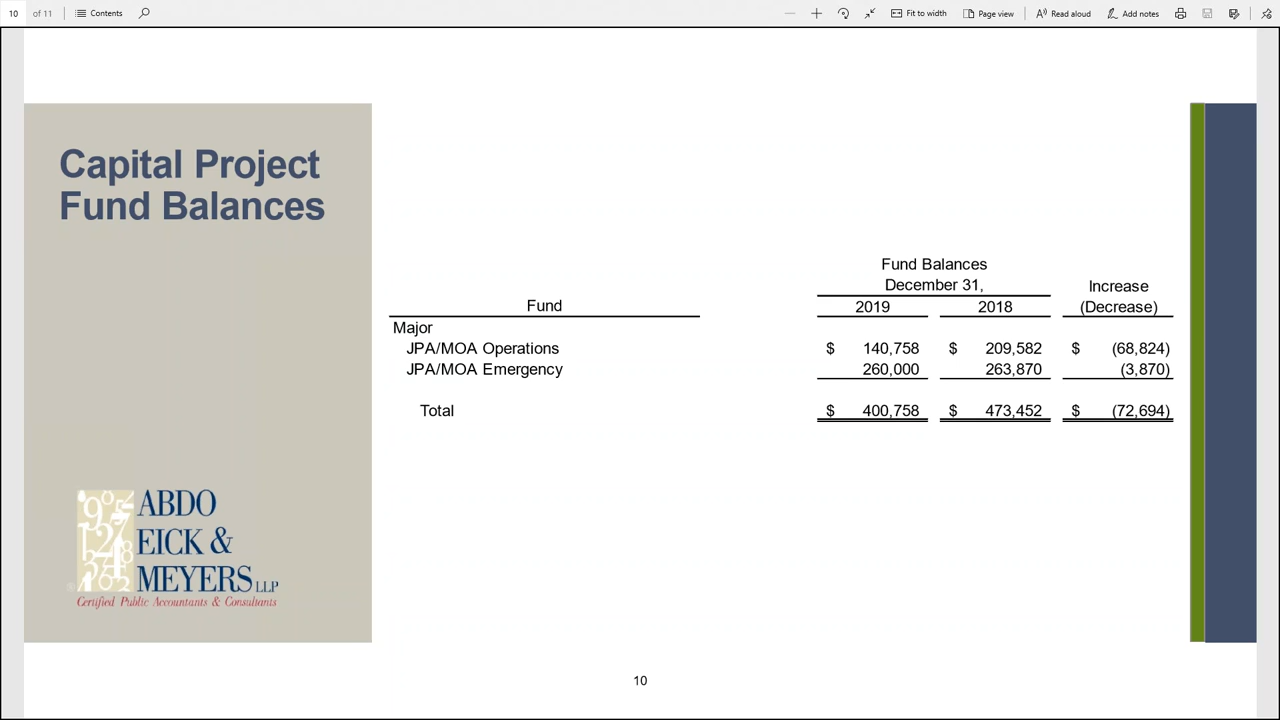 10 of 11 Contents Fit to width Page view Read aloud Add notes
Capital Project
Fund Balances
Fund Balances
December 31,
Increase
Fund 2019 2018 (Decrease)
Major
JPA/MOA Operations $ 140,758 $ 209,582 $ (68,824)
JPA/MOA Emergency 260,000 263,870 (3,870)
Total $ 400,758 $ 473,452 $ (72,694)
ABDO
EICK &
MEYERS LLP
Certified Public Accountants & Consultants
10